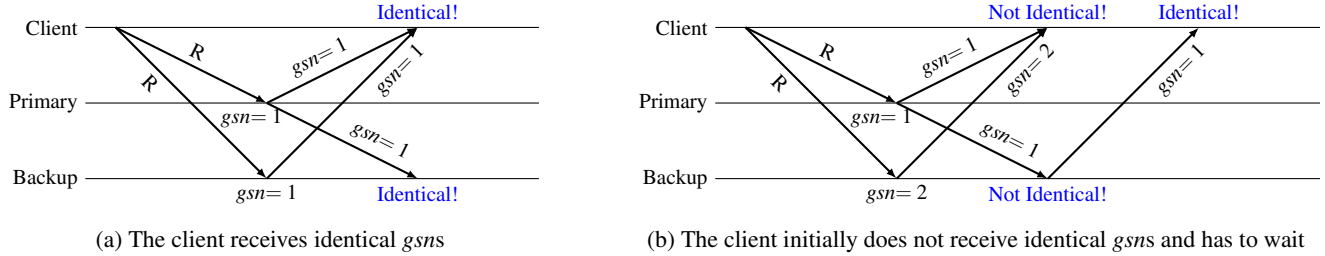 Identical!
Client
R
R
gsn= 1
gsn= 1
Primary
gsn= 1
gsn= 1
Backup
gsn= 1
Identical!
(a) The client receives identical gsns
Not Identical!
Identical!
Client
R
R
gsn= 1
gsn= 2
gsn= 1
Primary
gsn= 1
gsn= 1
Backup
gsn= 2
Not Identical!
(b) The client initially does not receive identical gsns and has to wait